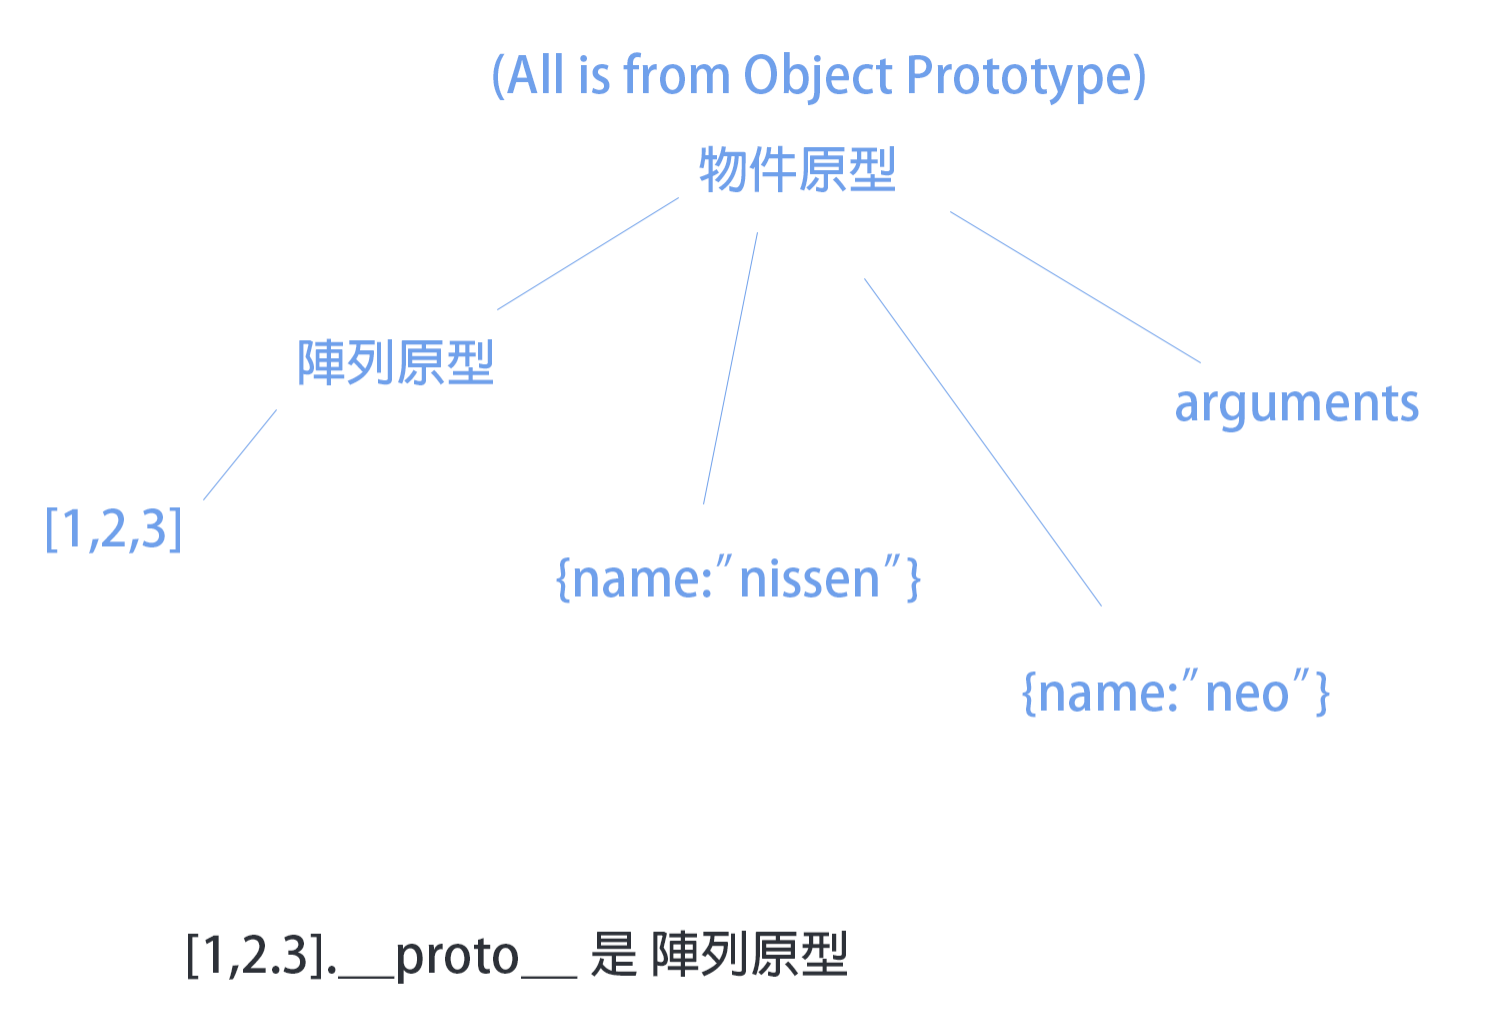 (All is from Object Prototype)
物件原型
陣列原型
arguments
[1,2,3]
{name:″nissen″}
{name:″neo″}
[1,2.3].__proto__ 是 陣列原型